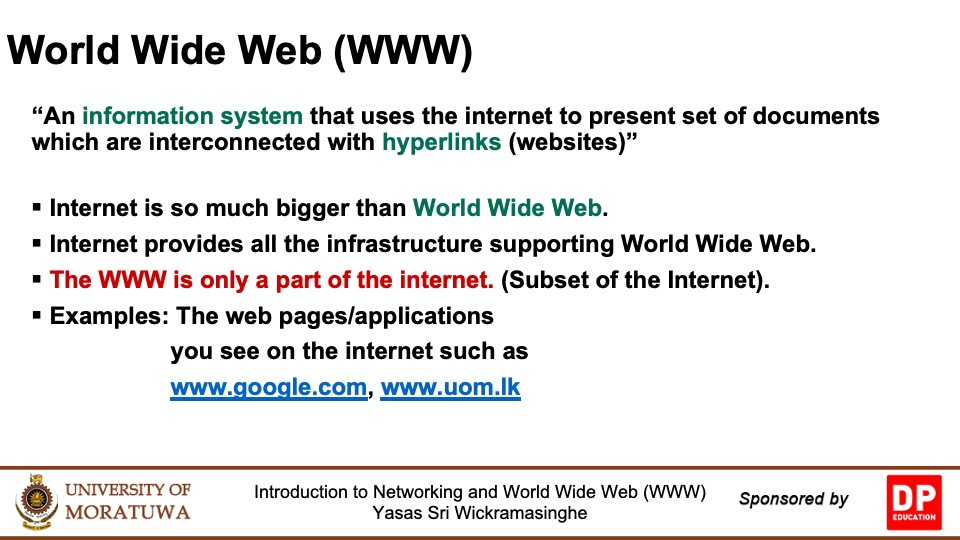 World Wide Web (WWW)
“An information system that uses the internet to present set of documents
which are interconnected with hyperlinks (websites)”
▪ Internet is so much bigger than World Wide Web.
▪ Internet provides all the infrastructure supporting World Wide Web.
▪ The WWW is only a part of the internet. (Subset of the Internet).
▪ Examples: The web pages/applications
you see on the internet such as
www.google.com, www.uom.lk
UNIVERSITY OF
MORATUWA
Introduction to Networking and World Wide Web (WWW)
Yasas Sri Wickramasinghe
Sponsored by
DP
EDUCATION